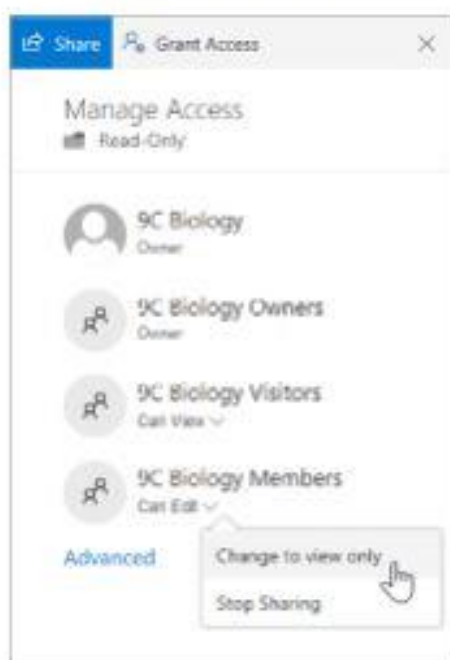 Share Grant Access
Manage Access
Read-Only
9C Biology
Owner
9C Biology Owners
Owner
9C Biology Visitors
Can View
9C Biology Members
Can Edit
Advanced
Change to view only
Stop Sharing